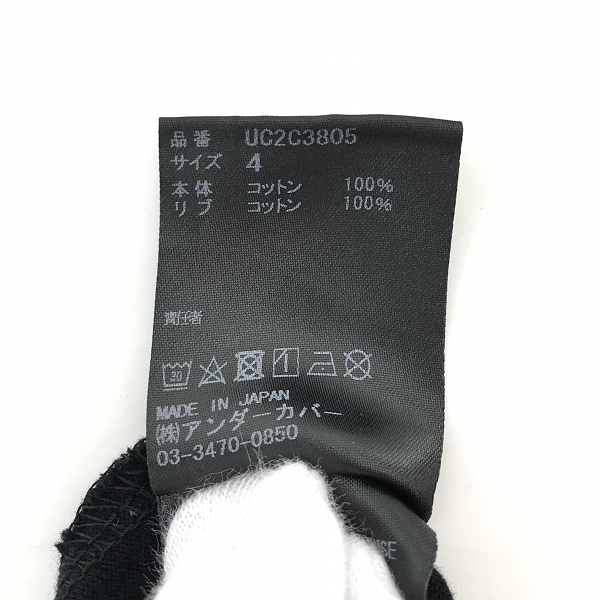 品番 UC2C3805
サイズ 4
本体 コットン 100%
リブ コットン 100%
責任者
30
MADE IN JAPAN
(株)アンダーカバー
03-3470-0850